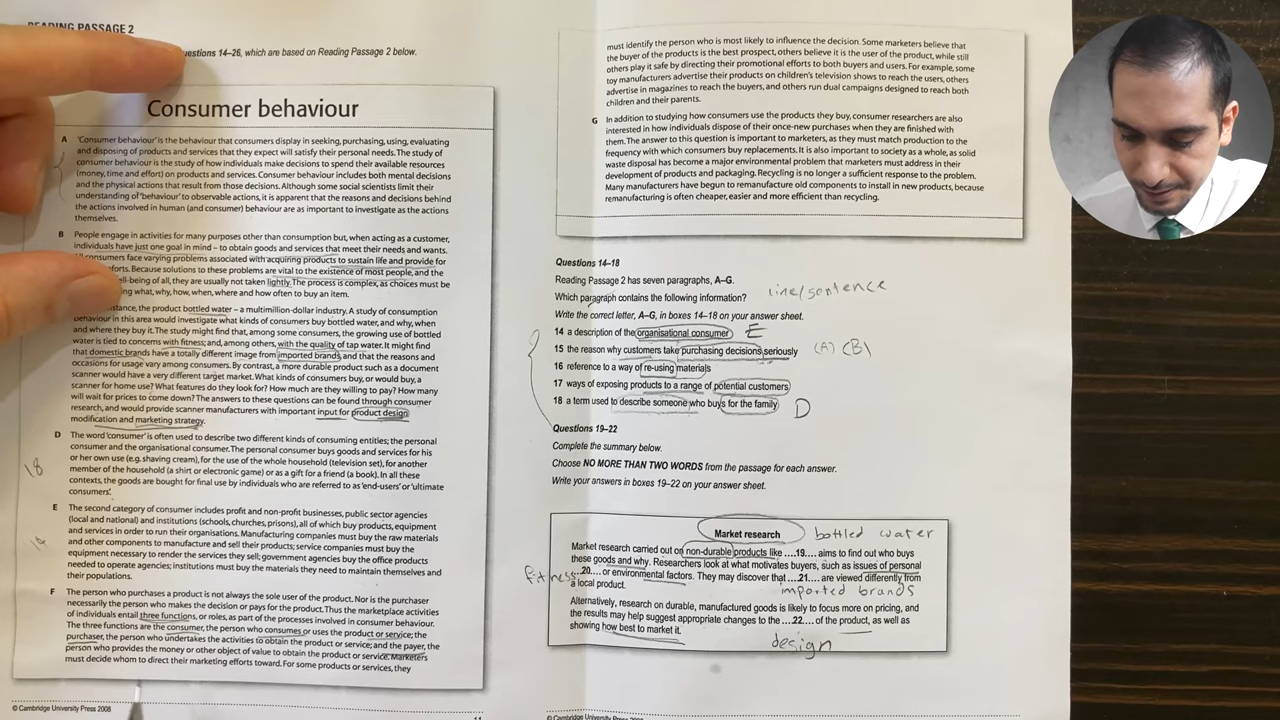 READING PASSAGE 2
Questions 14–26, which are based on Reading Passage 2 below.
Consumer behaviour
A 'Consumer behaviour' is the behaviour that consumers display in seeking, purchasing, using, evaluating
and disposing of products and services that they expect will satisfy their personal needs. The study of
consumer behaviour is the study of how individuals make decisions to spend their available resources
(money, time and effort) on products and services. Consumer behaviour includes both mental decisions
and the physical actions that result from those decisions. Although some social scientists limit their
understanding of 'behaviour' to observable actions, it is apparent that the reasons and decisions behind
the actions involved in human (and consumer) behaviour are as important to investigate as the actions
themselves.
B People engage in activities for many purposes other than consumption but, when acting as a customer,
individuals have just one goal in mind – to obtain goods and services that meet their needs and wants.
consumers face varying problems associated with acquiring products to sustain life and provide for
forts. Because solutions to these problems are vital to the existence of most people, and the
ll-being of all, they are usually not taken lightly. The process is complex, as choices must be
ng what, why, how, when, where and how often to buy an item.
stance, the product bottled water – a multimillion-dollar industry. A study of consumption
behaviour in this area would investigate what kinds of consumers buy bottled water, and why, when
and where they buy it. The study might find that, among some consumers, the growing use of bottled
water is tied to concerns with fitness; and, among others, with the quality of tap water. It might find
that domestic brands have a totally different image from imported brands, and that the reasons and
occasions for usage vary among consumers. By contrast, a more durable product such as a document
scanner would have a very different target market. What kinds of consumers buy, or would buy, a
scanner for home use? What features do they look for? How much are they willing to pay? How many
will wait for prices to come down? The answers to these questions can be found through consumer
research, and would provide scanner manufacturers with important input for product design
modification and marketing strategy.
D The word 'consumer' is often used to describe two different kinds of consuming entities; the personal
consumer and the organisational consumer. The personal consumer buys goods and services for his
or her own use (e.g. shaving cream), for the use of the whole household (television set), for another
member of the household (a shirt or electronic game) or as a gift for a friend (a book). In all these
contexts, the goods are bought for final use by individuals who are referred to as 'end-users' or 'ultimate
consumers'.
18
E The second category of consumer includes profit and non-profit businesses, public sector agencies
(local and national) and institutions (schools, churches, prisons), all of which buy products, equipment
and services in order to run their organisations. Manufacturing companies must buy the raw materials
and other components to manufacture and sell their products; service companies must buy the
equipment necessary to render the services they sell; government agencies buy the office products
needed to operate agencies; institutions must buy the materials they need to maintain themselves and
their populations.
14
F The person who purchases a product is not always the sole user of the product. Nor is the purchaser
necessarily the person who makes the decision or pays for the product. Thus the marketplace activities
of individuals entail three functions, or roles, as part of the processes involved in consumer behaviour.
The three functions are the consumer, the person who consumes or uses the product or service; the
purchaser, the person who undertakes the activities to obtain the product or service; and the payer, the
person who provides the money or other object of value to obtain the product or service. Marketers
must decide whom to direct their marketing efforts toward. For some products or services, they
© Cambridge University Press 2008
11
must identify the person who is most likely to influence the decision. Some marketers believe that
the buyer of the products is the best prospect, others believe it is the user of the product, while still
others play it safe by directing their promotional efforts to both buyers and users. For example, some
toy manufacturers advertise their products on children's television shows to reach the users, others
advertise in magazines to reach the buyers, and others run dual campaigns designed to reach both
children and their parents.
G In addition to studying how consumers use the products they buy, consumer researchers are also
interested in how individuals dispose of their once-new purchases when they are finished with
them. The answer to this question is important to marketers, as they must match production to the
frequency with which consumers buy replacements. It is also important to society as a whole, as solid
waste disposal has become a major environmental problem that marketers must address in their
development of products and packaging. Recycling is no longer a sufficient response to the problem.
Many manufacturers have begun to remanufacture old components to install in new products, because
remanufacturing is often cheaper, easier and more efficient than recycling.
Questions 14–18
Reading Passage 2 has seven paragraphs, A–G.
Which paragraph contains the following information? line/sentence
Write the correct letter, A–G, in boxes 14–18 on your answer sheet.
14 a description of the organisational consumer E
15 the reason why customers take purchasing decisions seriously (A) (B)
16 reference to a way of re-using materials
17 ways of exposing products to a range of potential customers
18 a term used to describe someone who buys for the family D
Questions 19–22
Complete the summary below.
Choose NO MORE THAN TWO WORDS from the passage for each answer.
Write your answers in boxes 19–22 on your answer sheet.
Market research bottled water
Market research carried out on non-durable products like ....19.... aims to find out who buys
these goods and why. Researchers look at what motivates buyers, such as issues of personal
fitness ....20.... or environmental factors. They may discover that ....21.... are viewed differently from
a local product. imported brands
Alternatively, research on durable, manufactured goods is likely to focus more on pricing, and
the results may help suggest appropriate changes to the ....22.... of the product, as well as
showing how best to market it.
design
© Cambridge University Press 2008